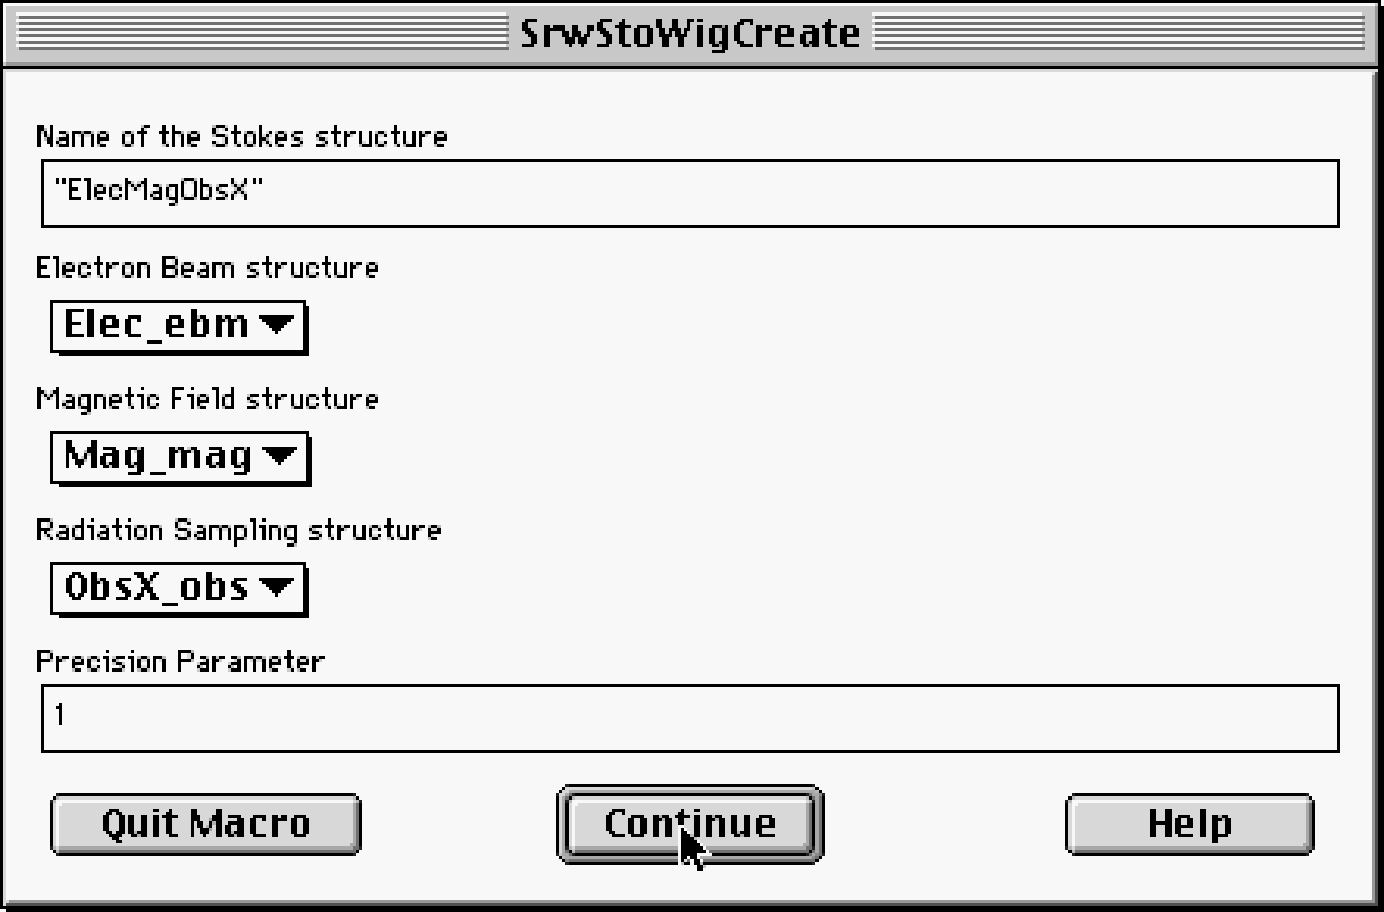 SrwStoWigCreate
Name of the Stokes structure
"ElecMagObsX"
Electron Beam structure
Elec_ebm
Magnetic Field structure
Mag_mag
Radiation Sampling structure
ObsX_obs
Precision Parameter
1
Quit Macro Continue Help